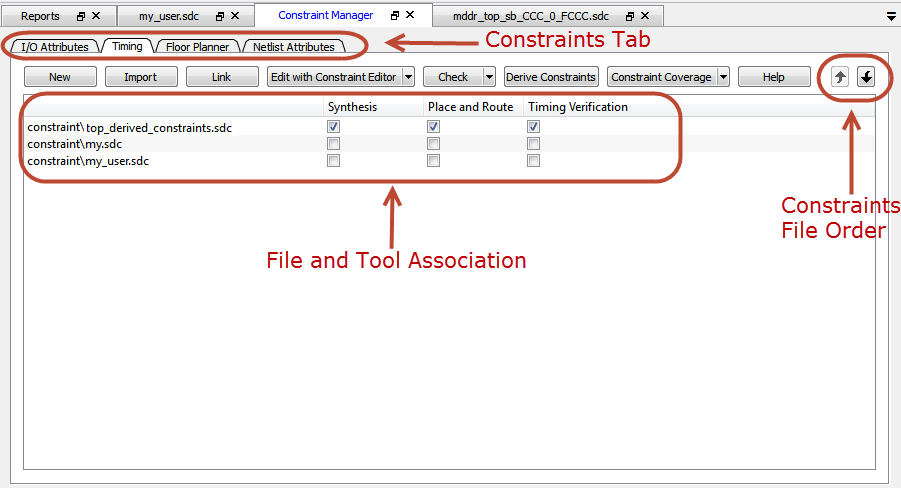 Reports my_user.sdc Constraint Manager mddr_top_sb_CCC_0_FCCC.sdc
I/O Attributes Timing Floor Planner Netlist Attributes Constraints Tab
New Import Link Edit with Constraint Editor Check Derive Constraints Constraint Coverage Help
Synthesis Place and Route Timing Verification
constraint\top_derived_constraints.sdc
constraint\my.sdc
constraint\my_user.sdc
Constraints
File Order
File and Tool Association